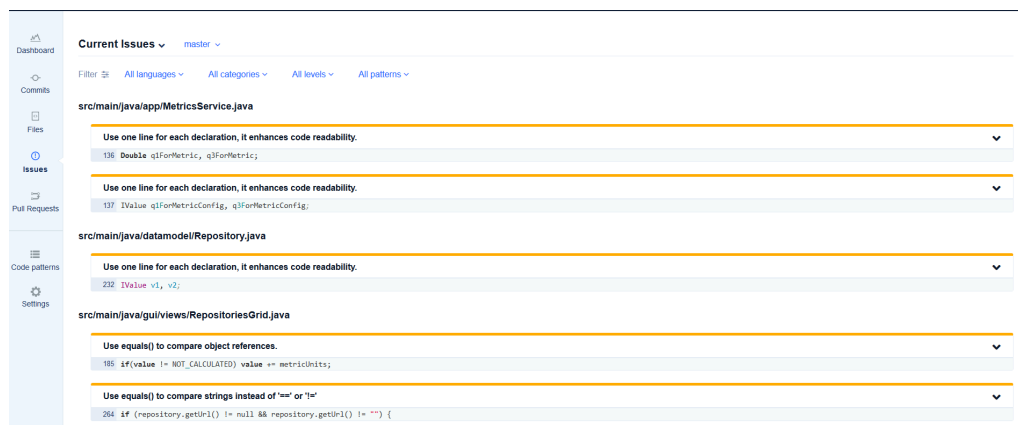 Dashboard
Commits
Files
Issues
Pull Requests
Code patterns
Settings
Current Issues master
Filter All languages All categories All levels All patterns
src/main/java/app/MetricsService.java
Use one line for each declaration, it enhances code readability.
136 Double q1ForMetric, q3ForMetric;
Use one line for each declaration, it enhances code readability.
137 IValue q1ForMetricConfig, q3ForMetricConfig;
src/main/java/datamodel/Repository.java
Use one line for each declaration, it enhances code readability.
232 IValue v1, v2;
src/main/java/gui/views/RepositoriesGrid.java
Use equals() to compare object references.
185 if(value != NOT_CALCULATED) value += metricUnits;
Use equals() to compare strings instead of '==' or '!='
264 if (repository.getUrl() != null && repository.getUrl() != "") {